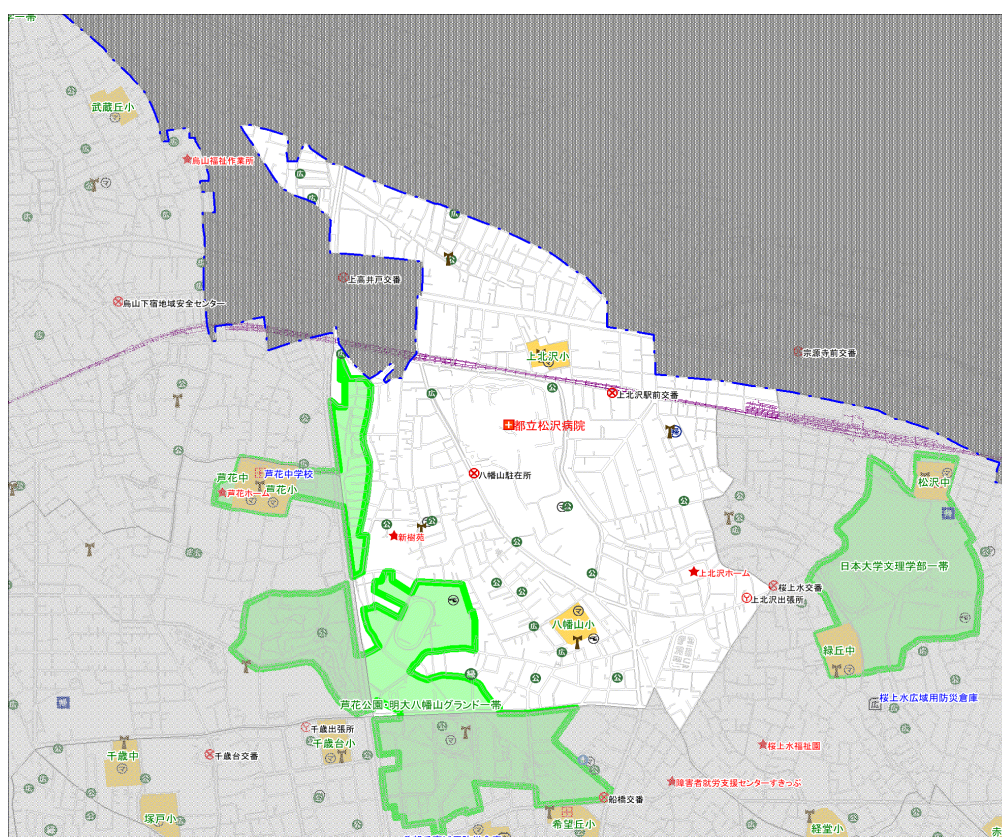 武蔵丘小
烏山福祉作業所
上高井戸交番
烏山下宿地域安全センター
宗源寺前交番
上北沢小
上北沢駅前交番
都立松沢病院
芦花中学校
芦花中
芦花小
芦花ホーム
八幡山駐在所
松沢中
新樹苑
日本大学文理学部一帯
上北沢ホーム
桜上水交番
上北沢出張所
八幡山小
緑丘中
桜上水広域用防災倉庫
芦花公園・明大八幡山グランド一帯
千歳出張所
千歳台小
千歳中
千歳台交番
桜上水福祉園
障害者就労支援センターすきっぷ
船橋交番
塚戸小
希望丘小
経堂小
赤